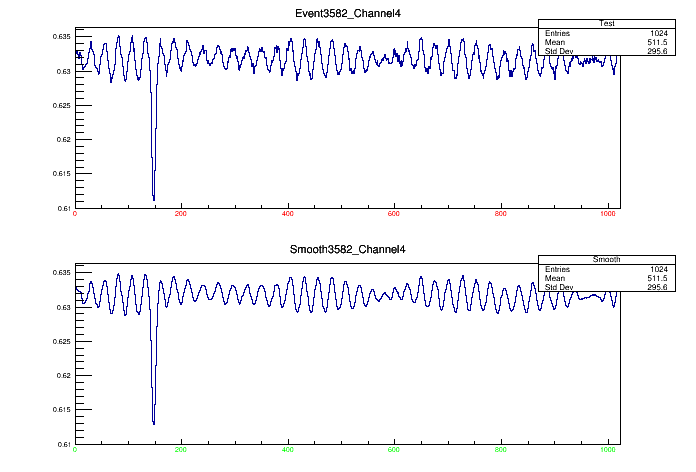 Event3582_Channel4
Test
Entries 1024
Mean 511.5
Std Dev 295.6
0.635
0.63
0.625
0.62
0.615
0.61
0 200 400 600 800 1000
Smooth3582_Channel4
Smooth
Entries 1024
Mean 511.5
Std Dev 295.6
0.635
0.63
0.625
0.62
0.615
0.61
0 200 400 600 800 1000